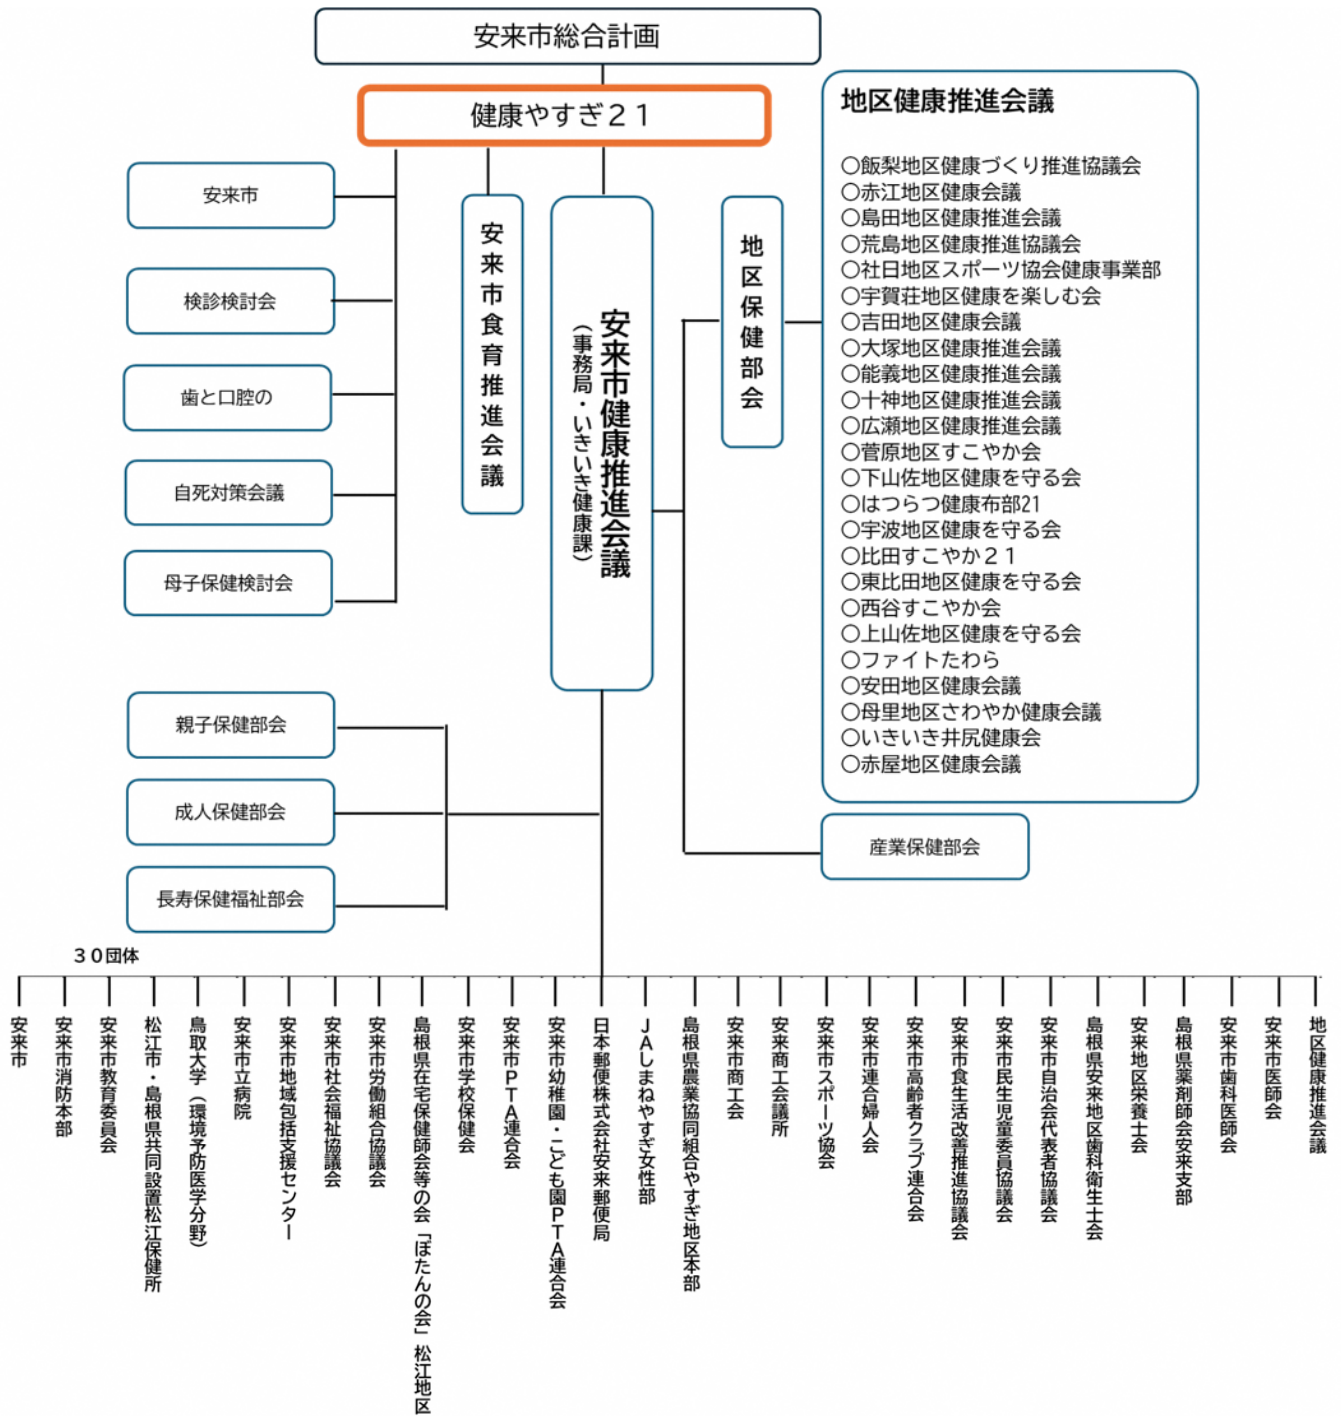 安来市総合計画
健康やすぎ２１
安来市
検診検討会
歯と口腔の
自死対策会議
母子保健検討会
安来市食育推進会議
安来市健康推進会議
（事務局・いきいき健康課）
地区保健部会
地区健康推進会議
〇飯梨地区健康づくり推進協議会
〇赤江地区健康会議
〇島田地区健康推進会議
〇荒島地区健康推進協議会
〇社日地区スポーツ協会健康事業部
〇宇賀荘地区健康を楽しむ会
〇吉田地区健康会議
〇大塚地区健康推進会議
〇能義地区健康推進会議
〇十神地区健康推進会議
〇広瀬地区健康推進会議
〇菅原地区すこやか会
〇下山佐地区健康を守る会
〇はつらつ健康布部21
〇宇波地区健康を守る会
〇比田すこやか２１
〇東比田地区健康を守る会
〇西谷すこやか会
〇上山佐地区健康を守る会
〇ファイトたわら
〇安田地区健康会議
〇母里地区さわやか健康会議
〇いきいき井尻健康会
〇赤屋地区健康会議
産業保健部会
親子保健部会
成人保健部会
長寿保健福祉部会
３０団体
安来市
安来市消防本部
安来市教育委員会
松江市・島根県共同設置松江保健所
鳥取大学（環境予防医学分野）
安来市立病院
安来市地域包括支援センター
安来市社会福祉協議会
安来市労働組合協議会
島根県在宅保健師会等の会「ぼたんの会」松江地区
安来市学校保健会
安来市ＰＴＡ連合会
安来市幼稚園・こども園ＰＴＡ連合会
日本郵便株式会社安来郵便局
ＪＡしまねやすぎ女性部
島根県農業協同組合やすぎ地区本部
安来市商工会
安来商工会議所
安来市スポーツ協会
安来市連合婦人会
安来市高齢者クラブ連合会
安来市食生活改善推進協議会
安来市民生児童委員協議会
安来市自治会代表者協議会
島根県安来地区歯科衛生士会
安来地区栄養士会
島根県薬剤師会安来支部
安来市歯科医師会
安来市医師会
地区健康推進会議